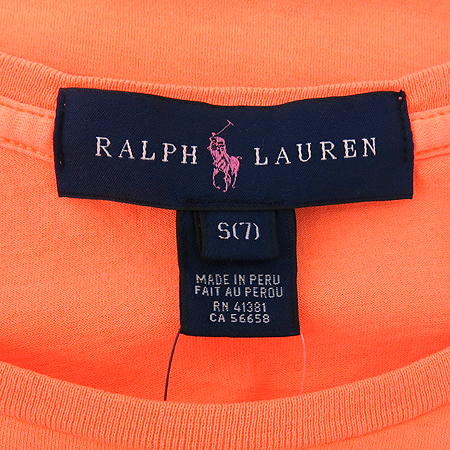 RALPH LAUREN
S(7)
MADE IN PERU
FAIT AU PEROU
RN 41381
CA 56658